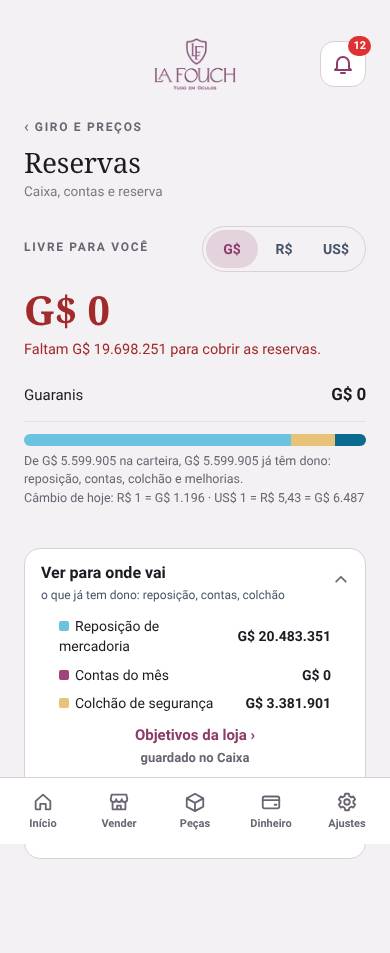 12
LF
LA FOUCH
TUDO EM ÓCULOS
‹ GIRO E PREÇOS
Reservas
Caixa, contas e reserva
LIVRE PARA VOCÊ
G$ R$ US$
G$ 0
Faltam G$ 19.698.251 para cobrir as reservas.
Guaranis G$ 0
De G$ 5.599.905 na carteira, G$ 5.599.905 já têm dono:
reposição, contas, colchão e melhorias.
Câmbio de hoje: R$ 1 = G$ 1.196 · US$ 1 = R$ 5,43 = G$ 6.487
Ver para onde vai
o que já tem dono: reposição, contas, colchão
Reposição de
mercadoria G$ 20.483.351
Contas do mês G$ 0
Colchão de segurança G$ 3.381.901
Objetivos da loja ›
guardado no Caixa
Início Vender Peças Dinheiro Ajustes